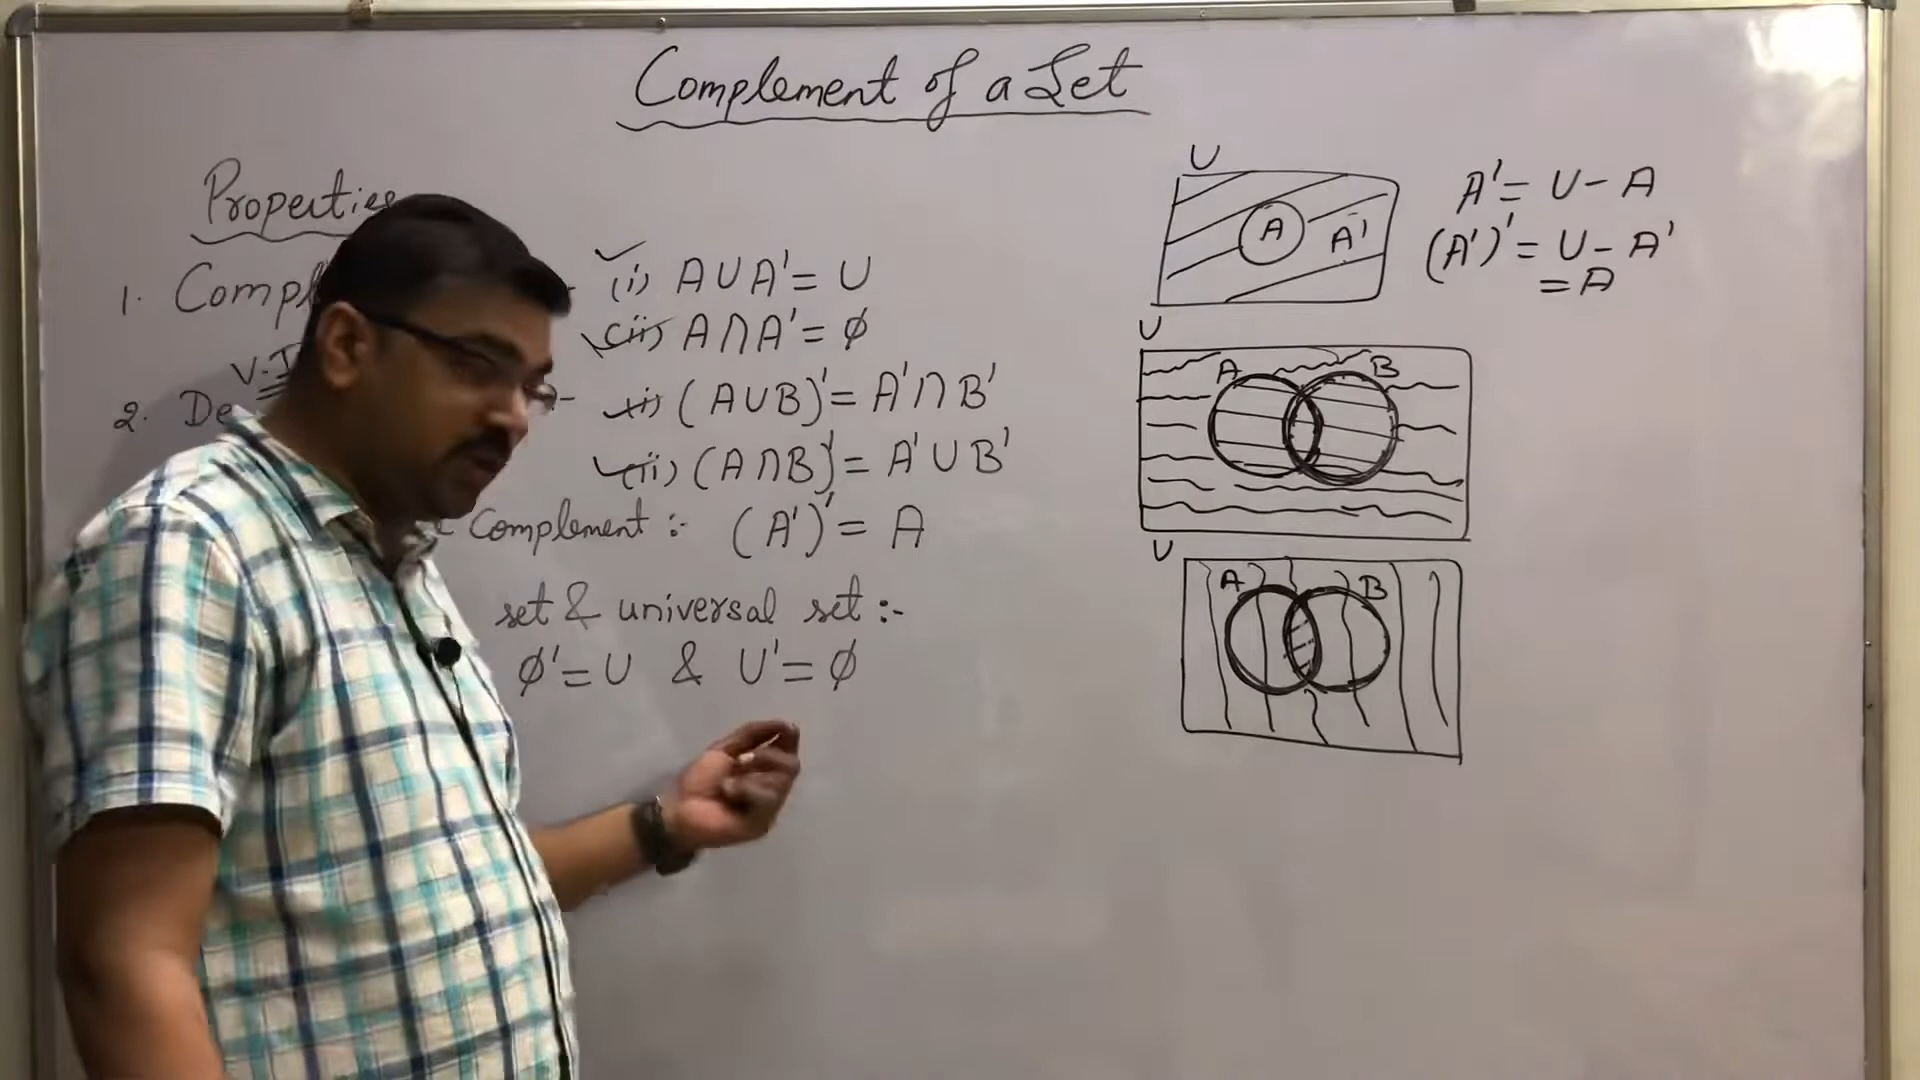 Complement of a Set
Properties
1. Compl
(i) A∪A'= U
(ii) A∩A'= ϕ
V.I
2. De
(i) (A∪B)'= A'∩B'
(ii) (A∩B)'= A'∪B'
Complement :- (A')'= A
set & universal set :-
ϕ'= U & U'= ϕ
U
A
A'
A'= U - A
(A')'= U - A'
= A
U
A B
U
A B